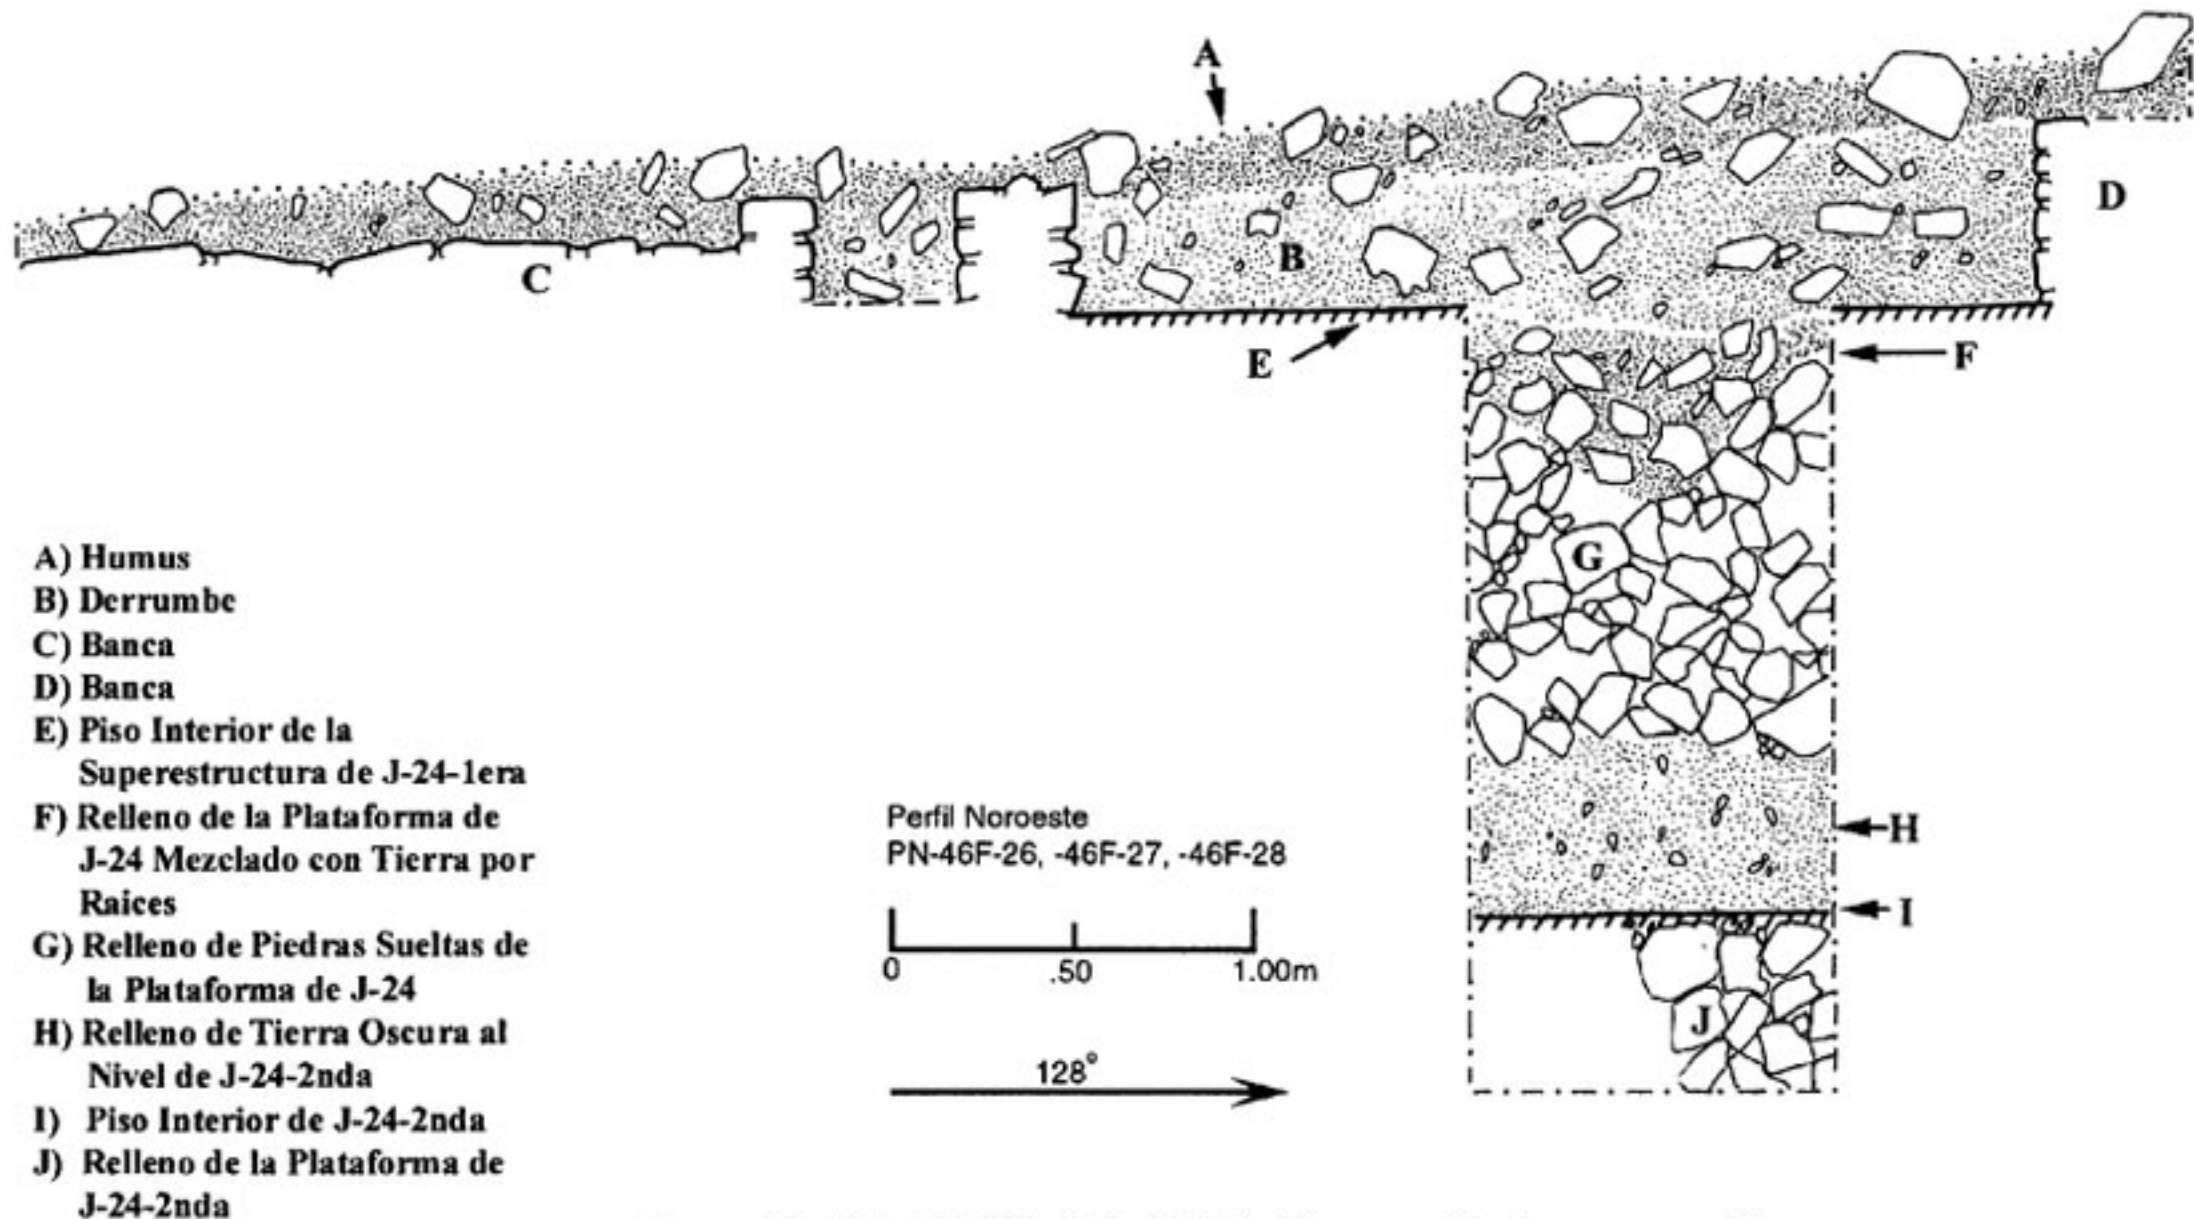 A
B
C
D
E
F
G
H
I
J
A) Humus
B) Derrumbe
C) Banca
D) Banca
E) Piso Interior de la
Superestructura de J-24-1era
F) Relleno de la Plataforma de
J-24 Mezclado con Tierra por
Raices
G) Relleno de Piedras Sueltas de
la Plataforma de J-24
H) Relleno de Tierra Oscura al
Nivel de J-24-2nda
I) Piso Interior de J-24-2nda
J) Relleno de la Plataforma de
J-24-2nda
Perfil Noroeste
PN-46F-26, -46F-27, -46F-28
0 .50 1.00m
128°